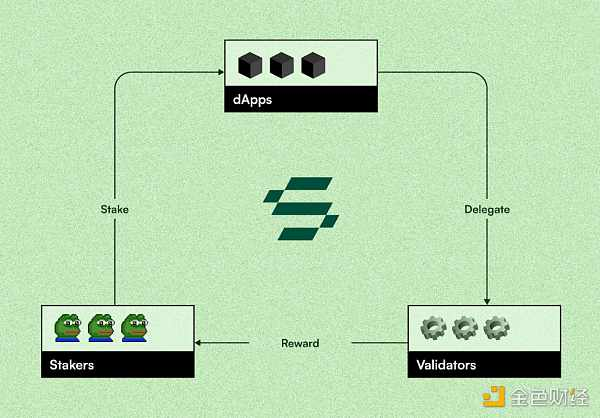 dApps
Stake
Delegate
Reward
Stakers
Validators
金色财经